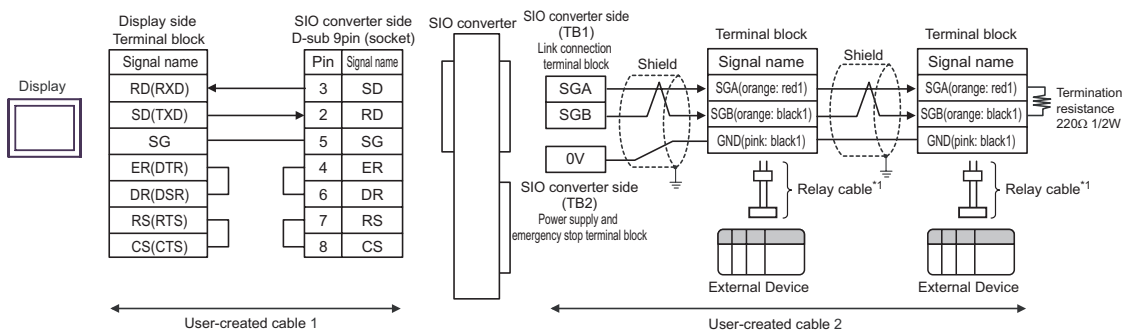 Display
Display side
Terminal block
Signal name
RD(RXD)
SD(TXD)
SG
ER(DTR)
DR(DSR)
RS(RTS)
CS(CTS)
SIO converter side
D-sub 9pin (socket)
Pin Signal name
3 SD
2 RD
5 SG
4 ER
6 DR
7 RS
8 CS
User-created cable 1
SIO converter
SIO converter side
(TB1)
Link connection
terminal block
SGA
SGB
0V
SIO converter side
(TB2)
Power supply and
emergency stop terminal block
Shield
Terminal block
Signal name
SGA(orange: red1)
SGB(orange: black1)
GND(pink: black1)
Relay cable*1
External Device
Shield
Terminal block
Signal name
SGA(orange: red1)
SGB(orange: black1)
GND(pink: black1)
Termination
resistance
220Ω 1/2W
Relay cable*1
External Device
User-created cable 2